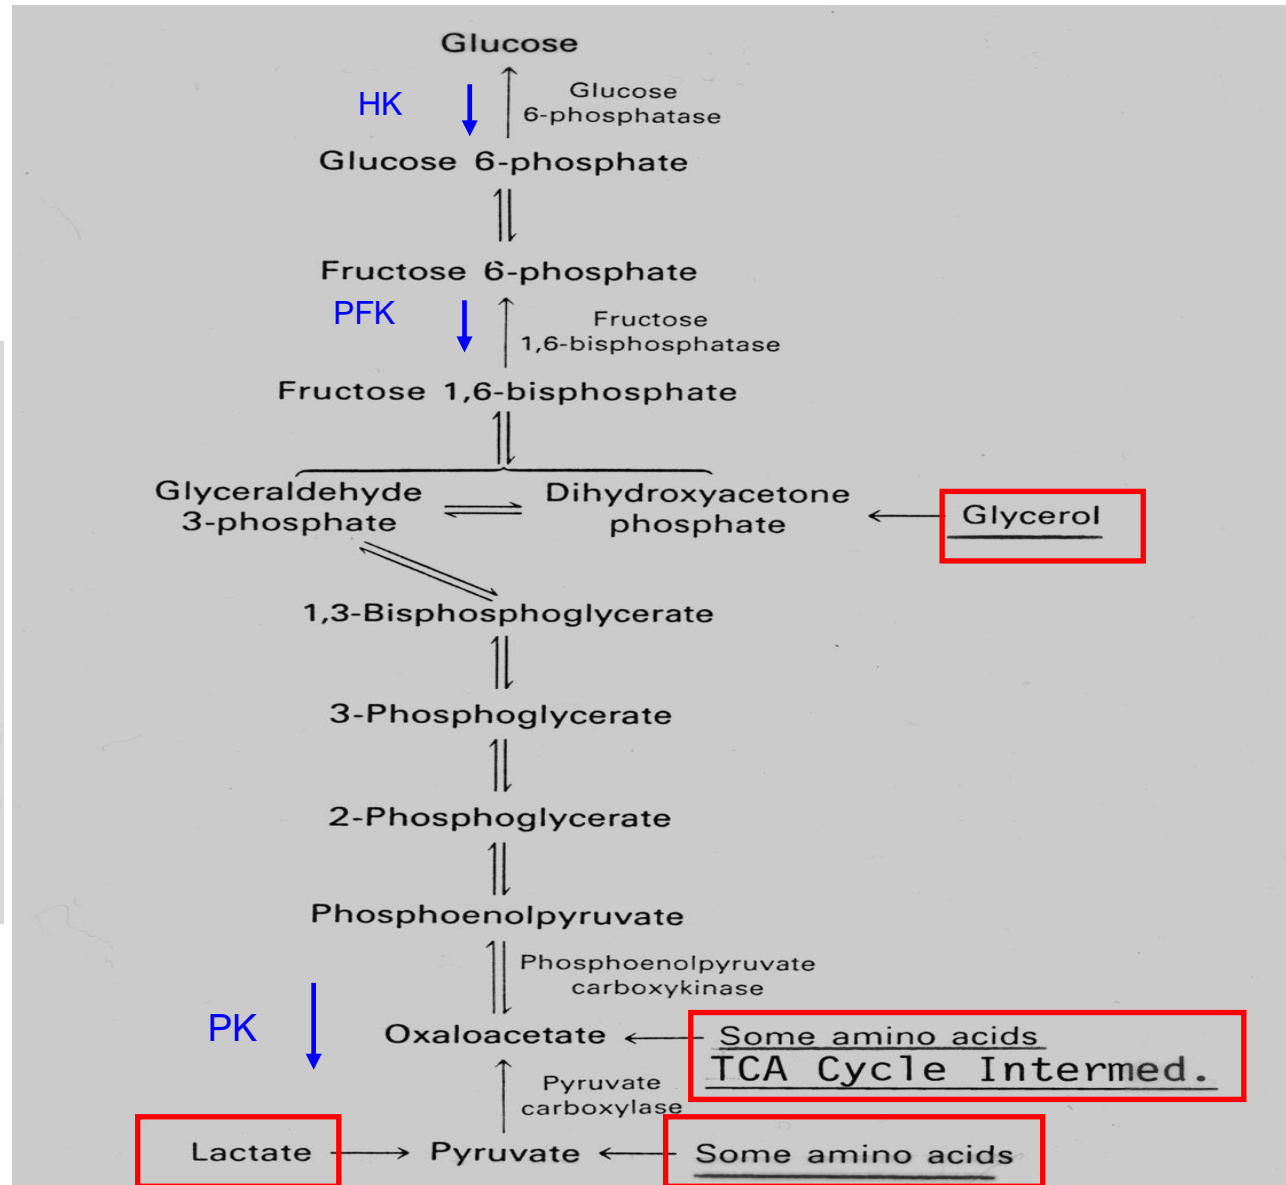 Glucose
HK
Glucose
6-phosphatase
Glucose 6-phosphate
Fructose 6-phosphate
PFK
Fructose
1,6-bisphosphatase
Fructose 1,6-bisphosphate
Glyceraldehyde
3-phosphate
Dihydroxyacetone
phosphate
Glycerol
1,3-Bisphosphoglycerate
3-Phosphoglycerate
2-Phosphoglycerate
Phosphoenolpyruvate
Phosphoenolpyruvate
carboxykinase
PK
Oxaloacetate
Some amino acids
TCA Cycle Intermed.
Pyruvate
carboxylase
Lactate
Pyruvate
Some amino acids